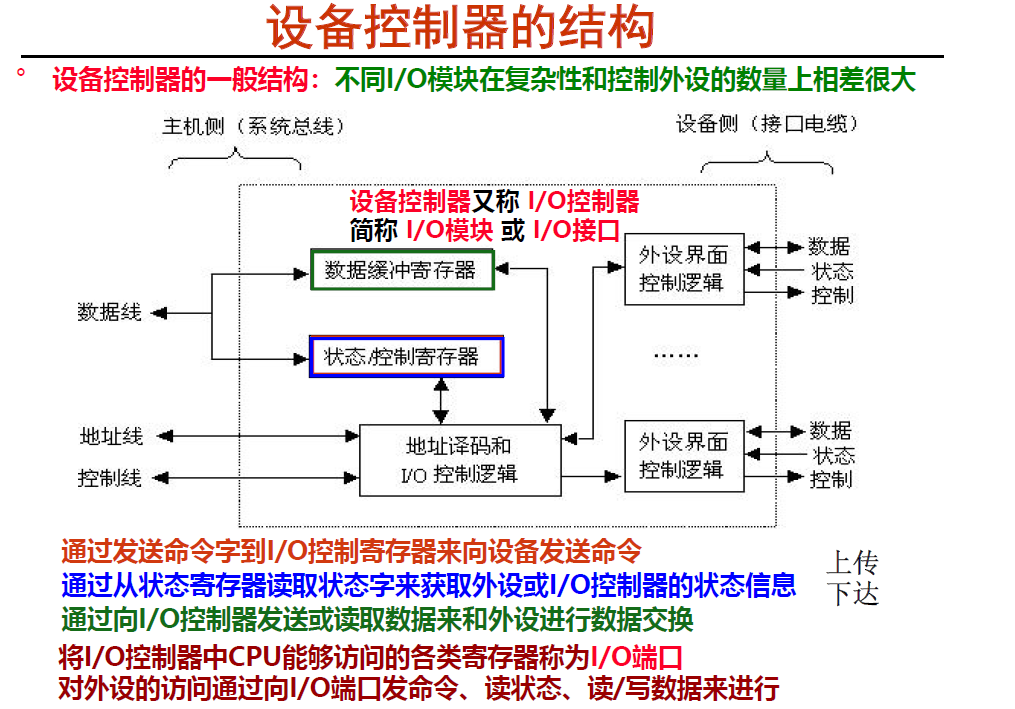 设备控制器的结构
设备控制器的一般结构：不同I/O模块在复杂性和控制外设的数量上相差很大
主机侧（系统总线）
设备侧（接口电缆）
设备控制器又称 I/O控制器
简称 I/O模块 或 I/O接口
数据缓冲寄存器
外设界面
控制逻辑
数据
状态
控制
数据线
状态/控制寄存器
……
地址线
控制线
地址译码和
I/O 控制逻辑
外设界面
控制逻辑
数据
状态
控制
通过发送命令字到I/O控制寄存器来向设备发送命令
通过从状态寄存器读取状态字来获取外设或I/O控制器的状态信息
通过向I/O控制器发送或读取数据来和外设进行数据交换
上传
下达
将I/O控制器中CPU能够访问的各类寄存器称为I/O端口
对外设的访问通过向I/O端口发命令、读状态、读/写数据来进行